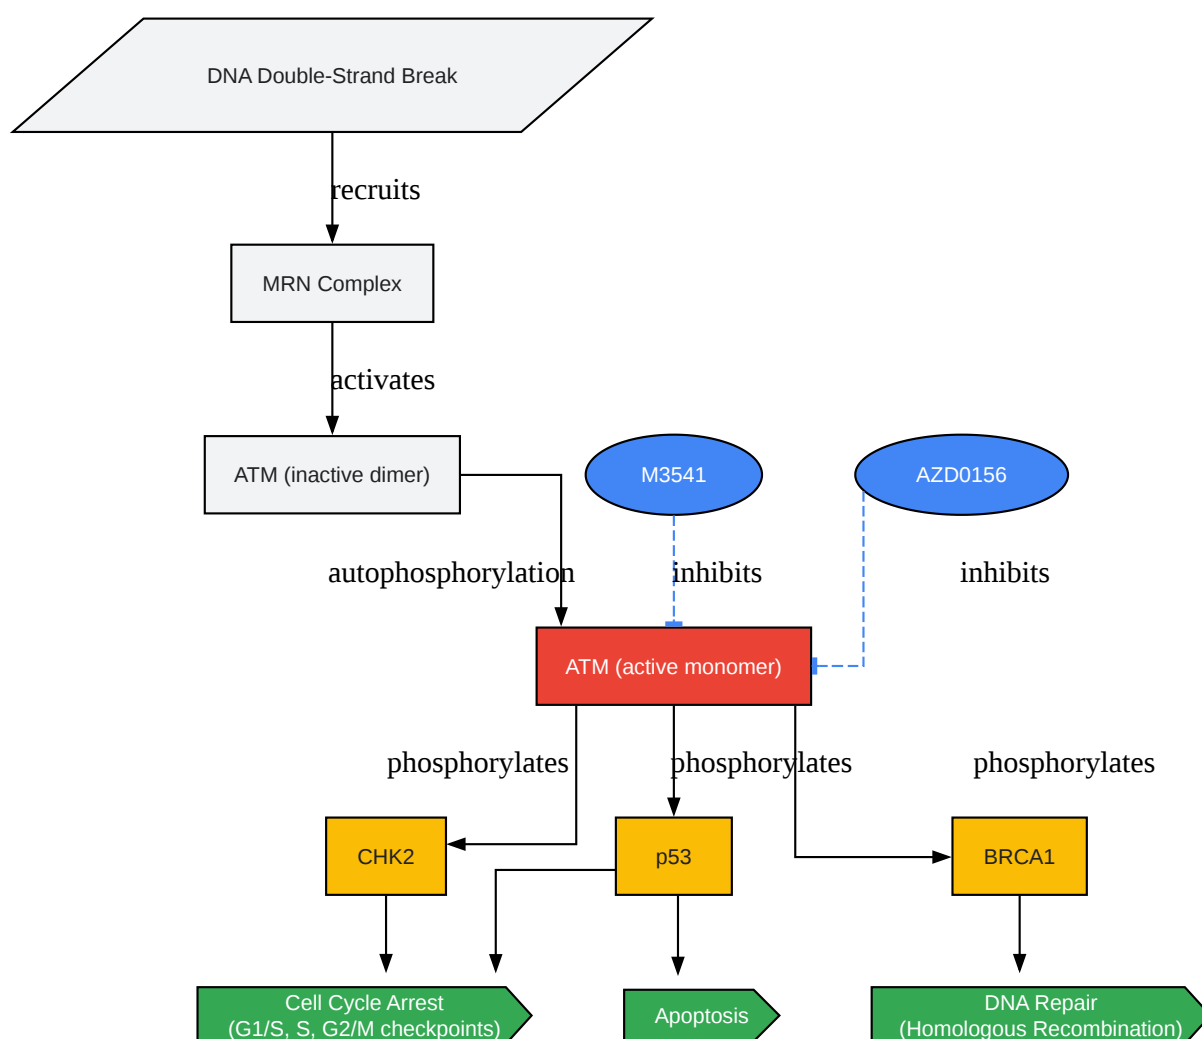 DNA Double-Strand Break
recruits
MRN Complex
activates
ATM (inactive dimer)
M3541
AZD0156
autophosphorylation
inhibits
inhibits
ATM (active monomer)
phosphorylates
phosphorylates
phosphorylates
CHK2
p53
BRCA1
Cell Cycle Arrest
(G1/S, S, G2/M checkpoints)
Apoptosis
DNA Repair
(Homologous Recombination)